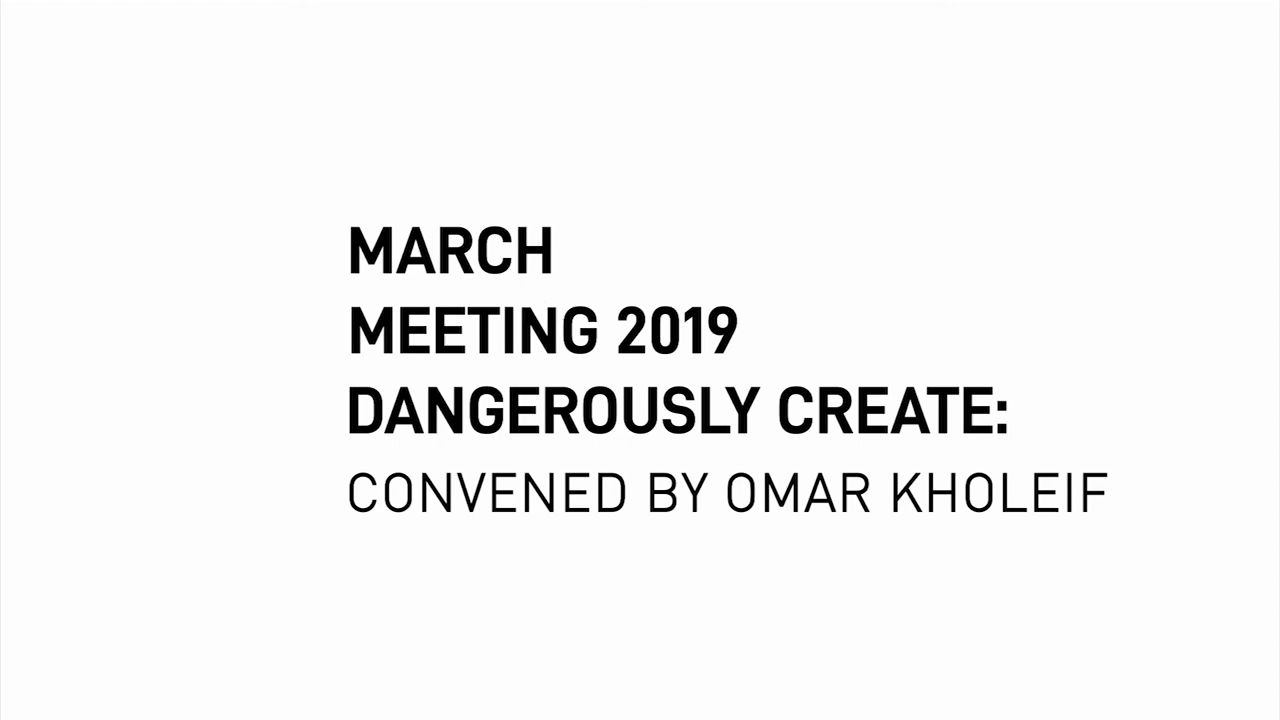 MARCH
MEETING 2019
DANGEROUSLY CREATE:
CONVENED BY OMAR KHOLEIF